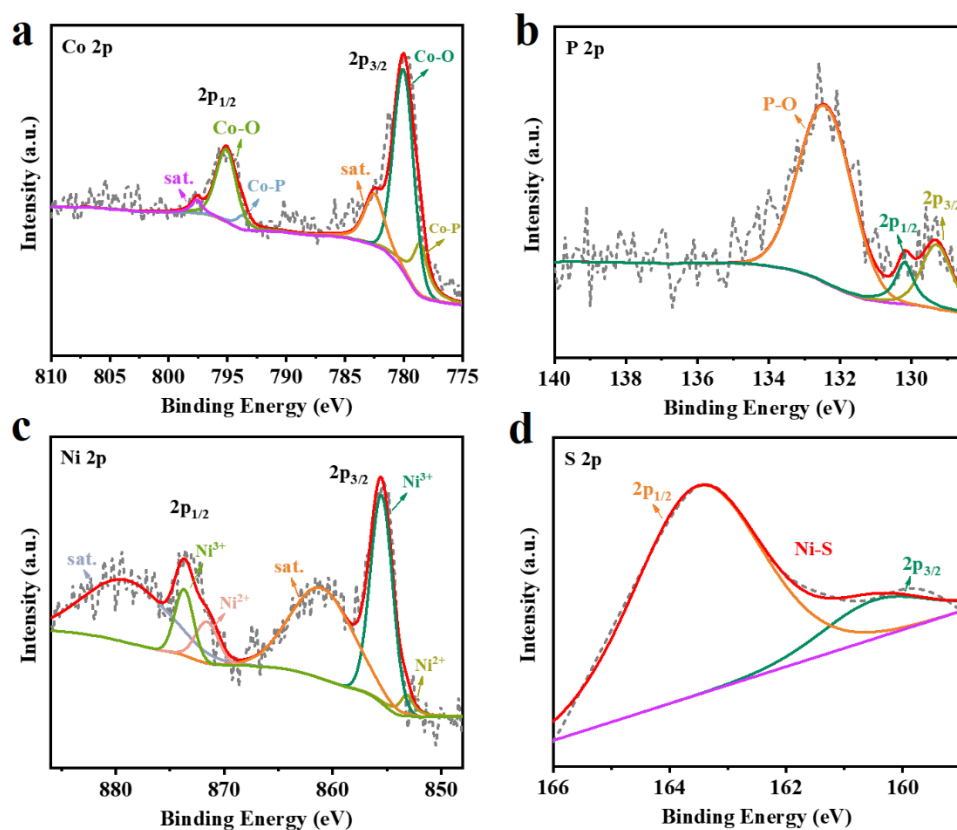 a
Co 2p
2p3/2
Co-O
2p1/2
Co-O
sat.
Co-P
sat.
Co-P
Intensity (a.u.)
810 805 800 795 790 785 780 775
Binding Energy (eV)
b
P 2p
P-O
2p1/2
2p3/2
Intensity (a.u.)
140 138 136 134 132 130
Binding Energy (eV)
c
Ni 2p
2p3/2
Ni3+
2p1/2
sat.
Ni3+
Ni2+
sat.
Ni2+
Intensity (a.u.)
880 870 860 850
Binding Energy (eV)
d
S 2p
2p1/2
Ni-S
2p3/2
Intensity (a.u.)
166 164 162 160
Binding Energy (eV)